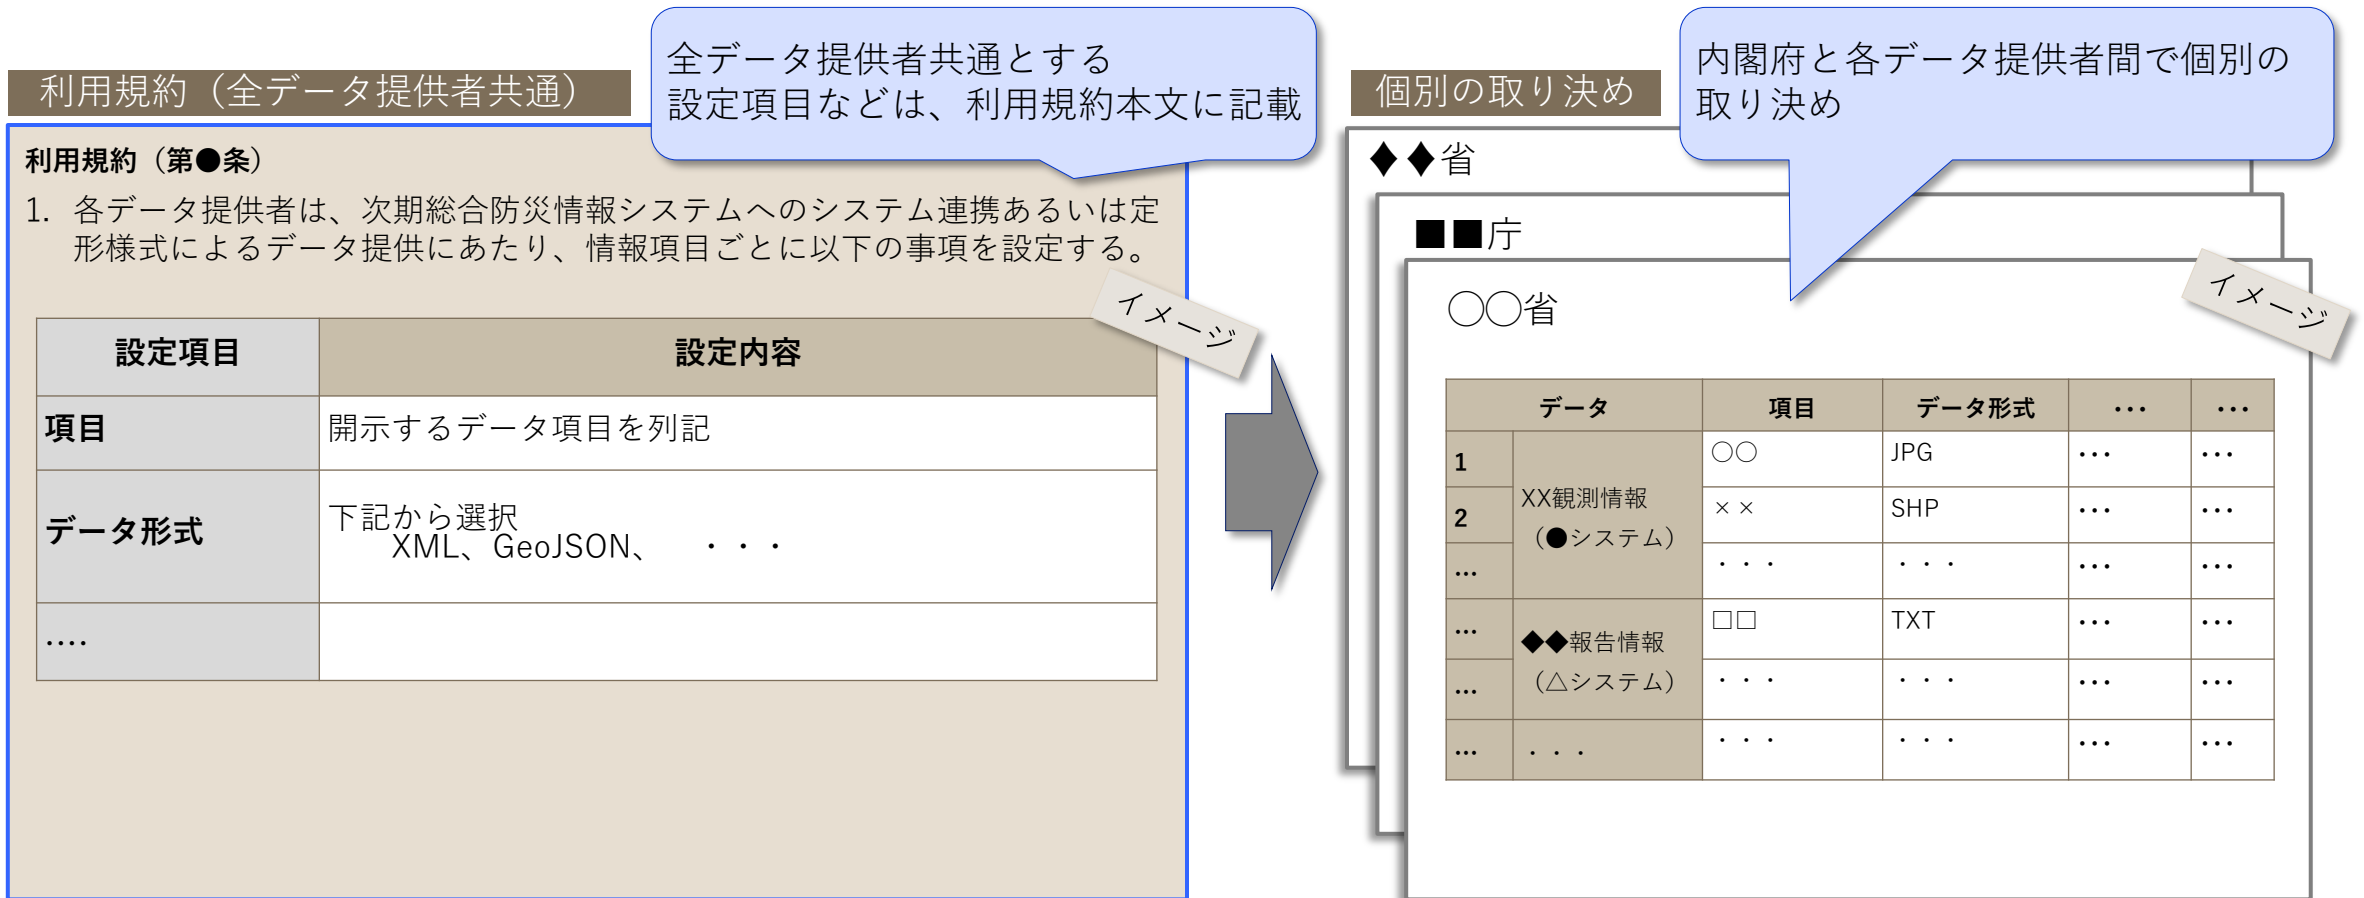 利用規約（全データ提供者共通）
全データ提供者共通とする
設定項目などは、利用規約本文に記載
利用規約（第●条）
1. 各データ提供者は、次期総合防災情報システムへのシステム連携あるいは定
形様式によるデータ提供にあたり、情報項目ごとに以下の事項を設定する。
イメージ
設定項目 設定内容
項目 開示するデータ項目を列記
データ形式 下記から選択
XML、GeoJSON、 ・・・
....
個別の取り決め
内閣府と各データ提供者間で個別の
取り決め
♦♦省
■■庁
〇〇省
イメージ
データ 項目 データ形式 ・・・ ・・・
1 〇〇 JPG ・・・ ・・・
XX観測情報
（●システム）
2 ×× SHP ・・・ ・・・
… ・・・ ・・・ ・・・ ・・・
… □□ TXT ・・・ ・・・
◆◆報告情報
（△システム）
… ・・・ ・・・ ・・・ ・・・
… ・・・ ・・・ ・・・ ・・・ ・・・